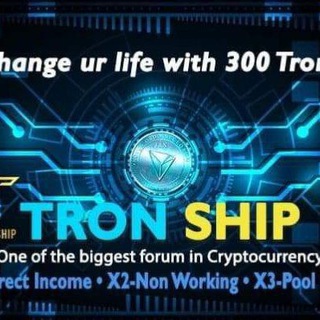 hange ur life with 300 Tron
SHIP
TRON SHIP
One of the biggest forum in Cryptocurrency
rect Income • X2-Non Working • X3-Pool